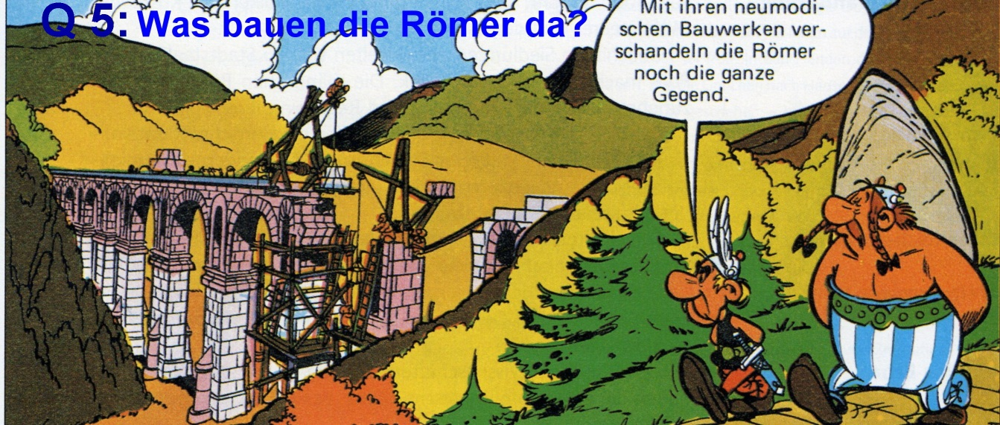 Q 5: Was bauen die Römer da?
Mit ihren neumodi-
schen Bauwerken ver-
schandeln die Römer
noch die ganze
Gegend.